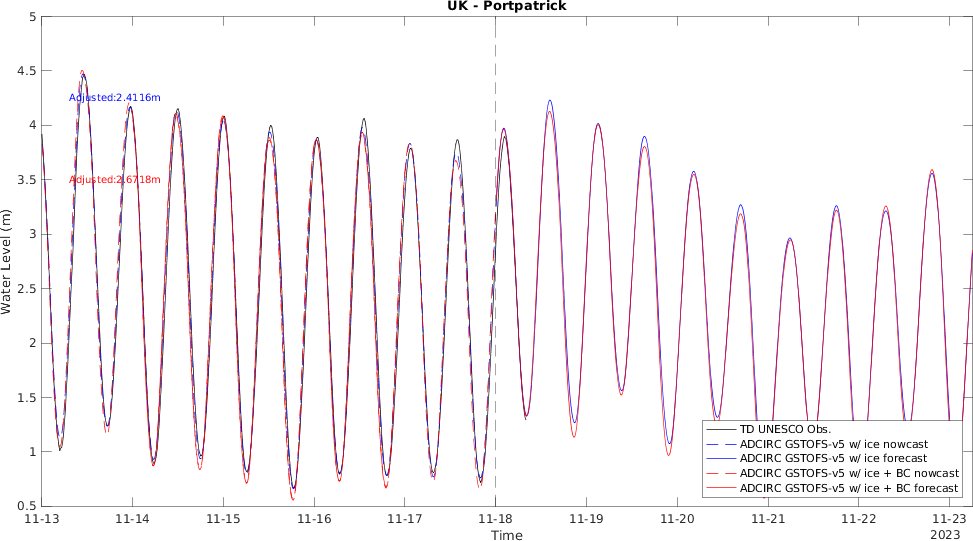 UK - Portpatrick
5
4.5
4
3.5
3
2.5
2
1.5
1
0.5
Water Level (m)
Adjusted:2.4116m
Adjusted:2.6718m
TD UNESCO Obs.
ADCIRC GSTOFS-v5 w/ ice nowcast
ADCIRC GSTOFS-v5 w/ ice forecast
ADCIRC GSTOFS-v5 w/ ice + BC nowcast
ADCIRC GSTOFS-v5 w/ ice + BC forecast
11-13 11-14 11-15 11-16 11-17 11-18 11-19 11-20 11-21 11-22 11-23
Time
2023